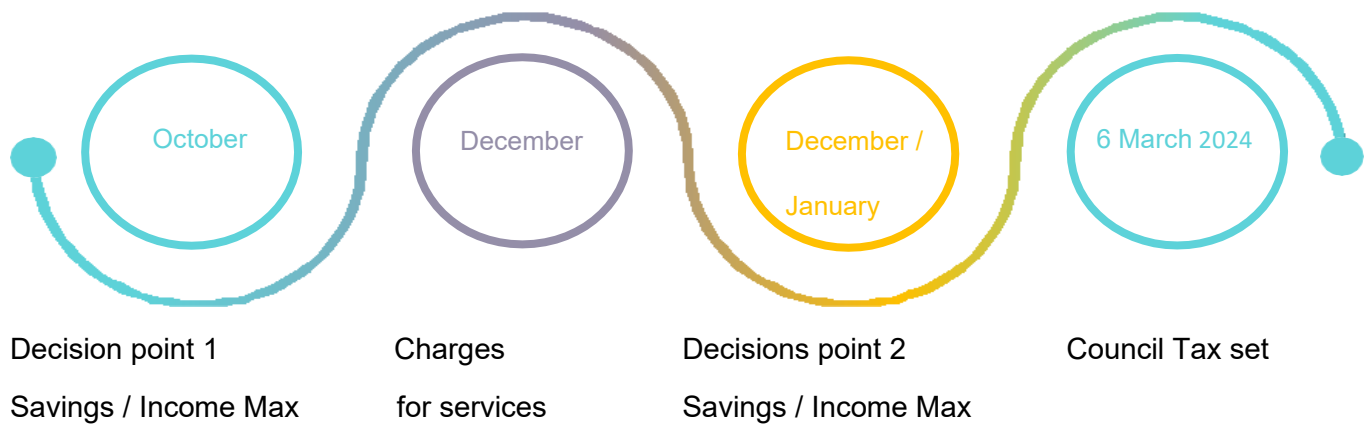 October
December
December /
January
6 March 2024
Decision point 1
Savings / Income Max
Charges
for services
Decisions point 2
Savings / Income Max
Council Tax set